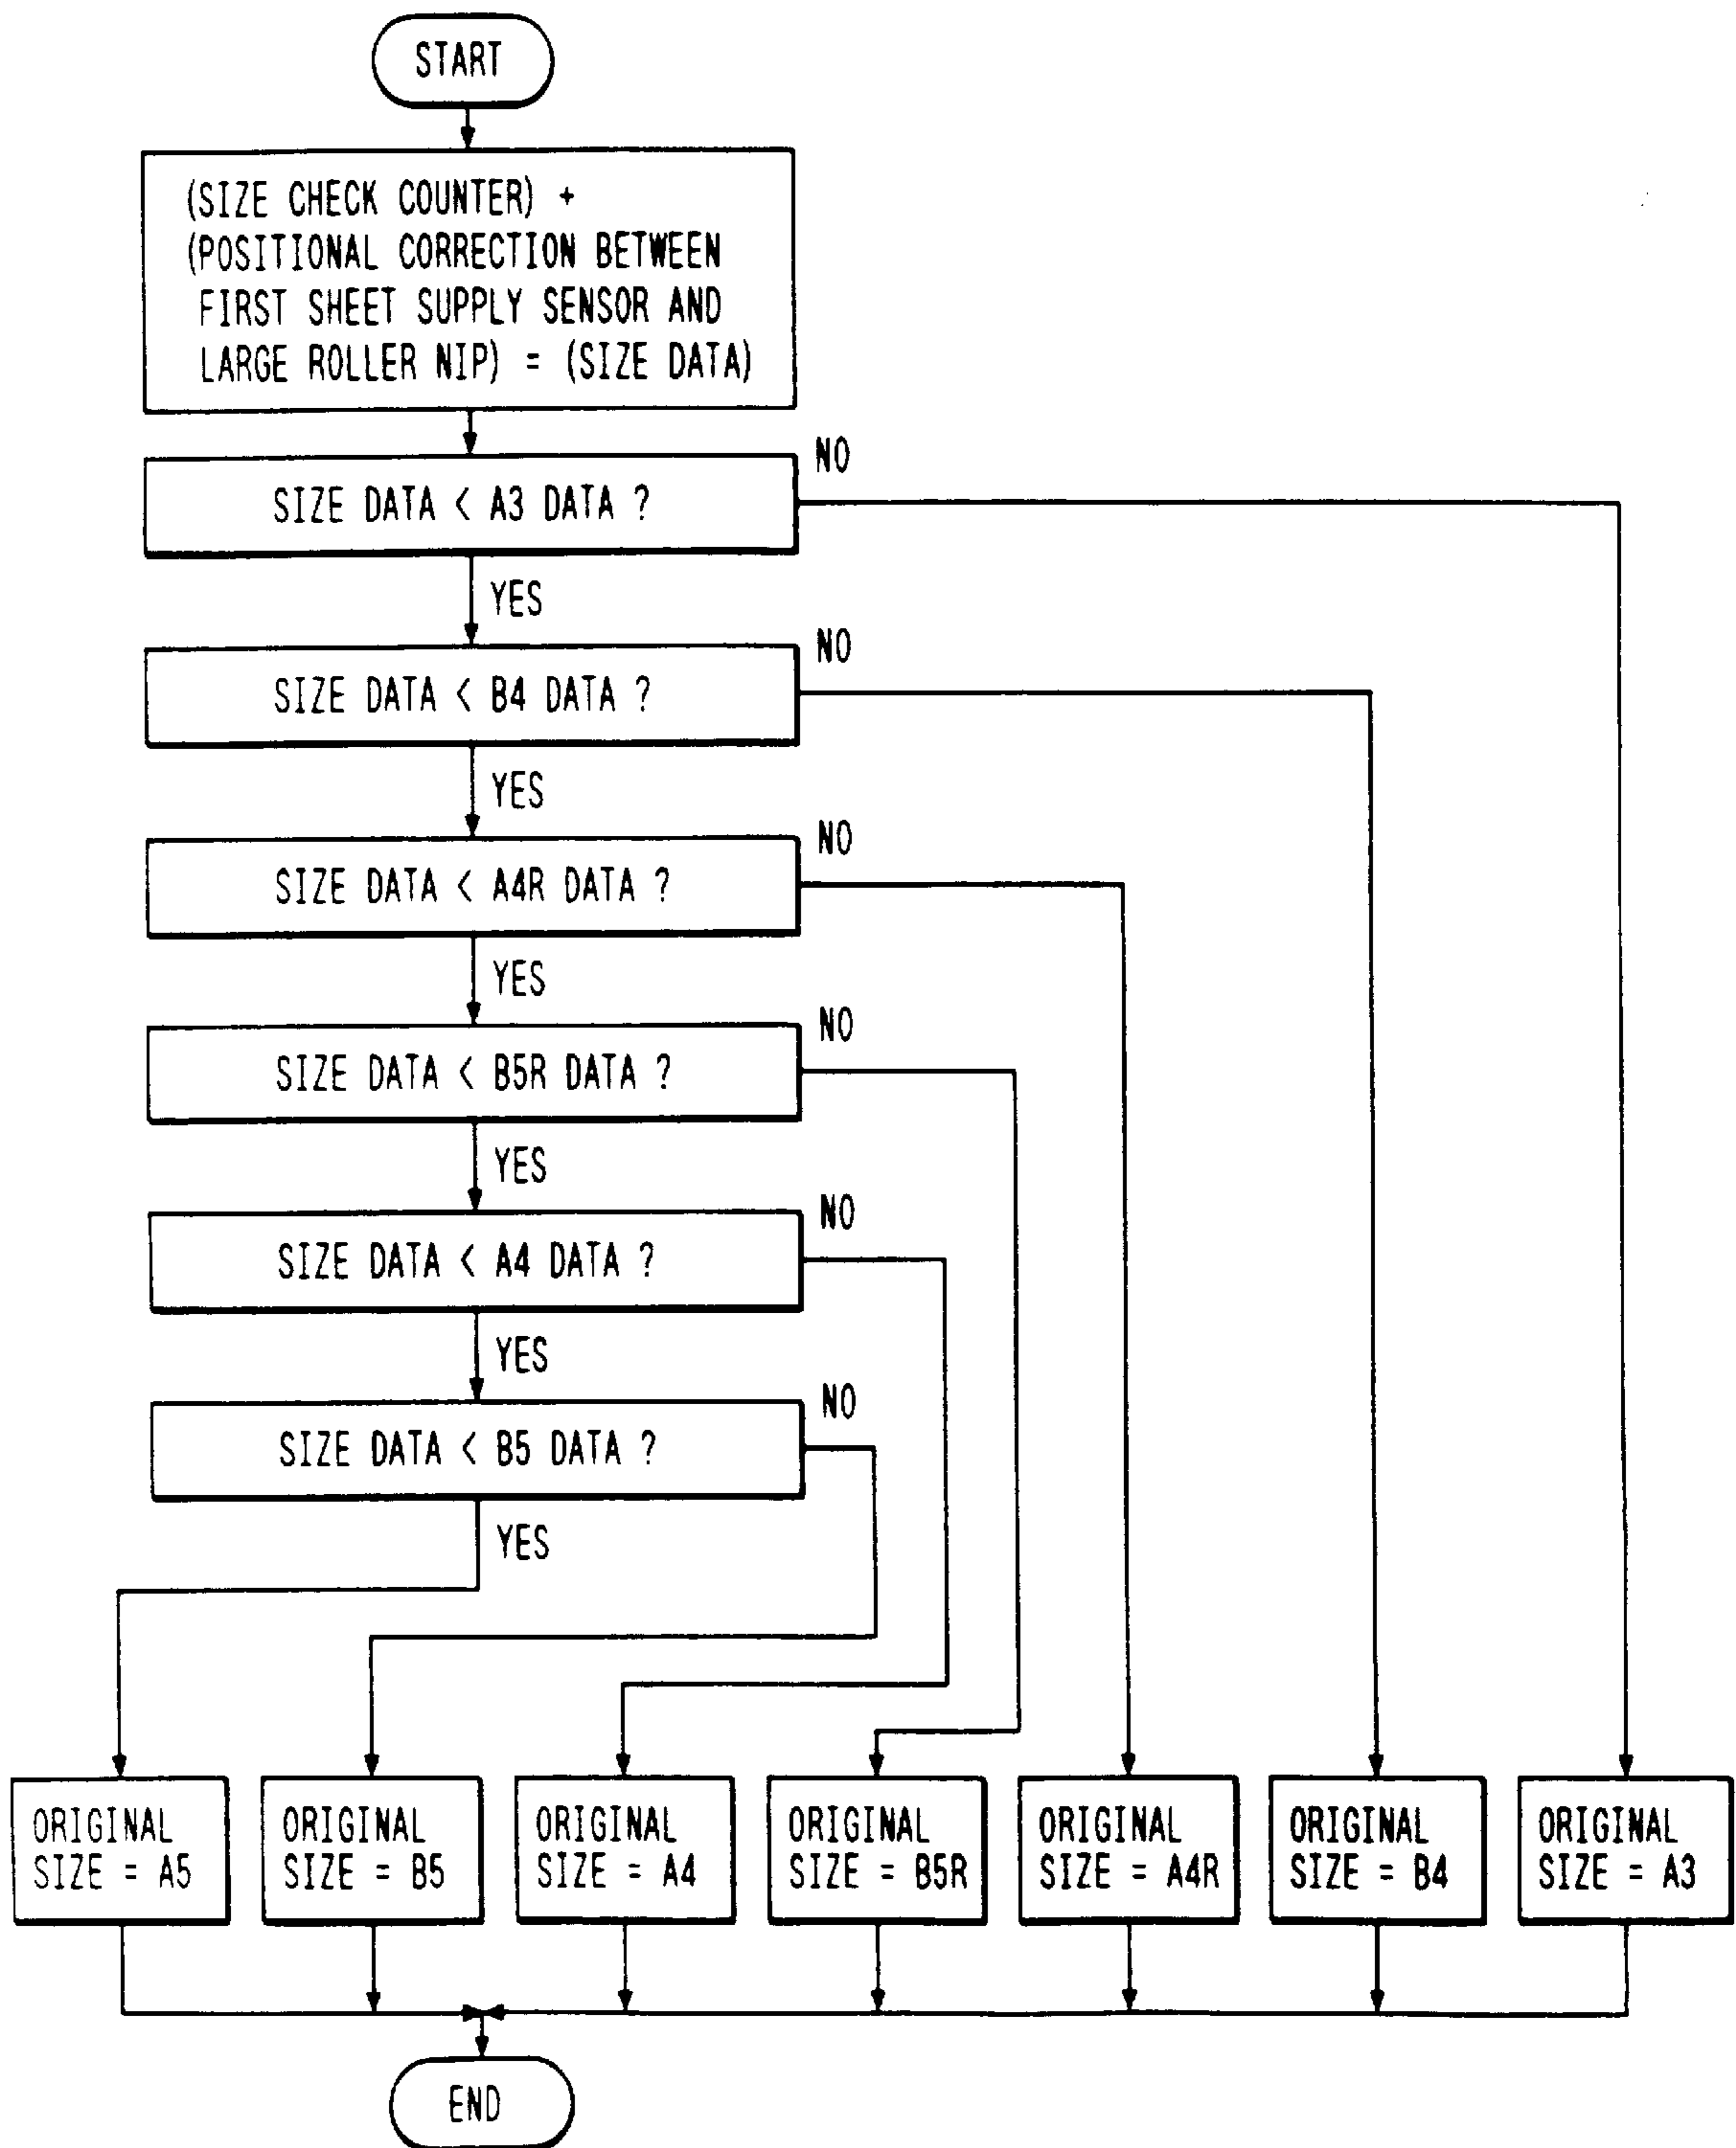 START
(SIZE CHECK COUNTER) +
(POSITIONAL CORRECTION BETWEEN
FIRST SHEET SUPPLY SENSOR AND
LARGE ROLLER NIP) = (SIZE DATA)
NO
SIZE DATA < A3 DATA ?
YES
NO
SIZE DATA < B4 DATA ?
YES
NO
SIZE DATA < A4R DATA ?
YES
NO
SIZE DATA < B5R DATA ?
YES
NO
SIZE DATA < A4 DATA ?
YES
NO
SIZE DATA < B5 DATA ?
YES
ORIGINAL
SIZE = A5
ORIGINAL
SIZE = B5
ORIGINAL
SIZE = A4
ORIGINAL
SIZE = B5R
ORIGINAL
SIZE = A4R
ORIGINAL
SIZE = B4
ORIGINAL
SIZE = A3
END